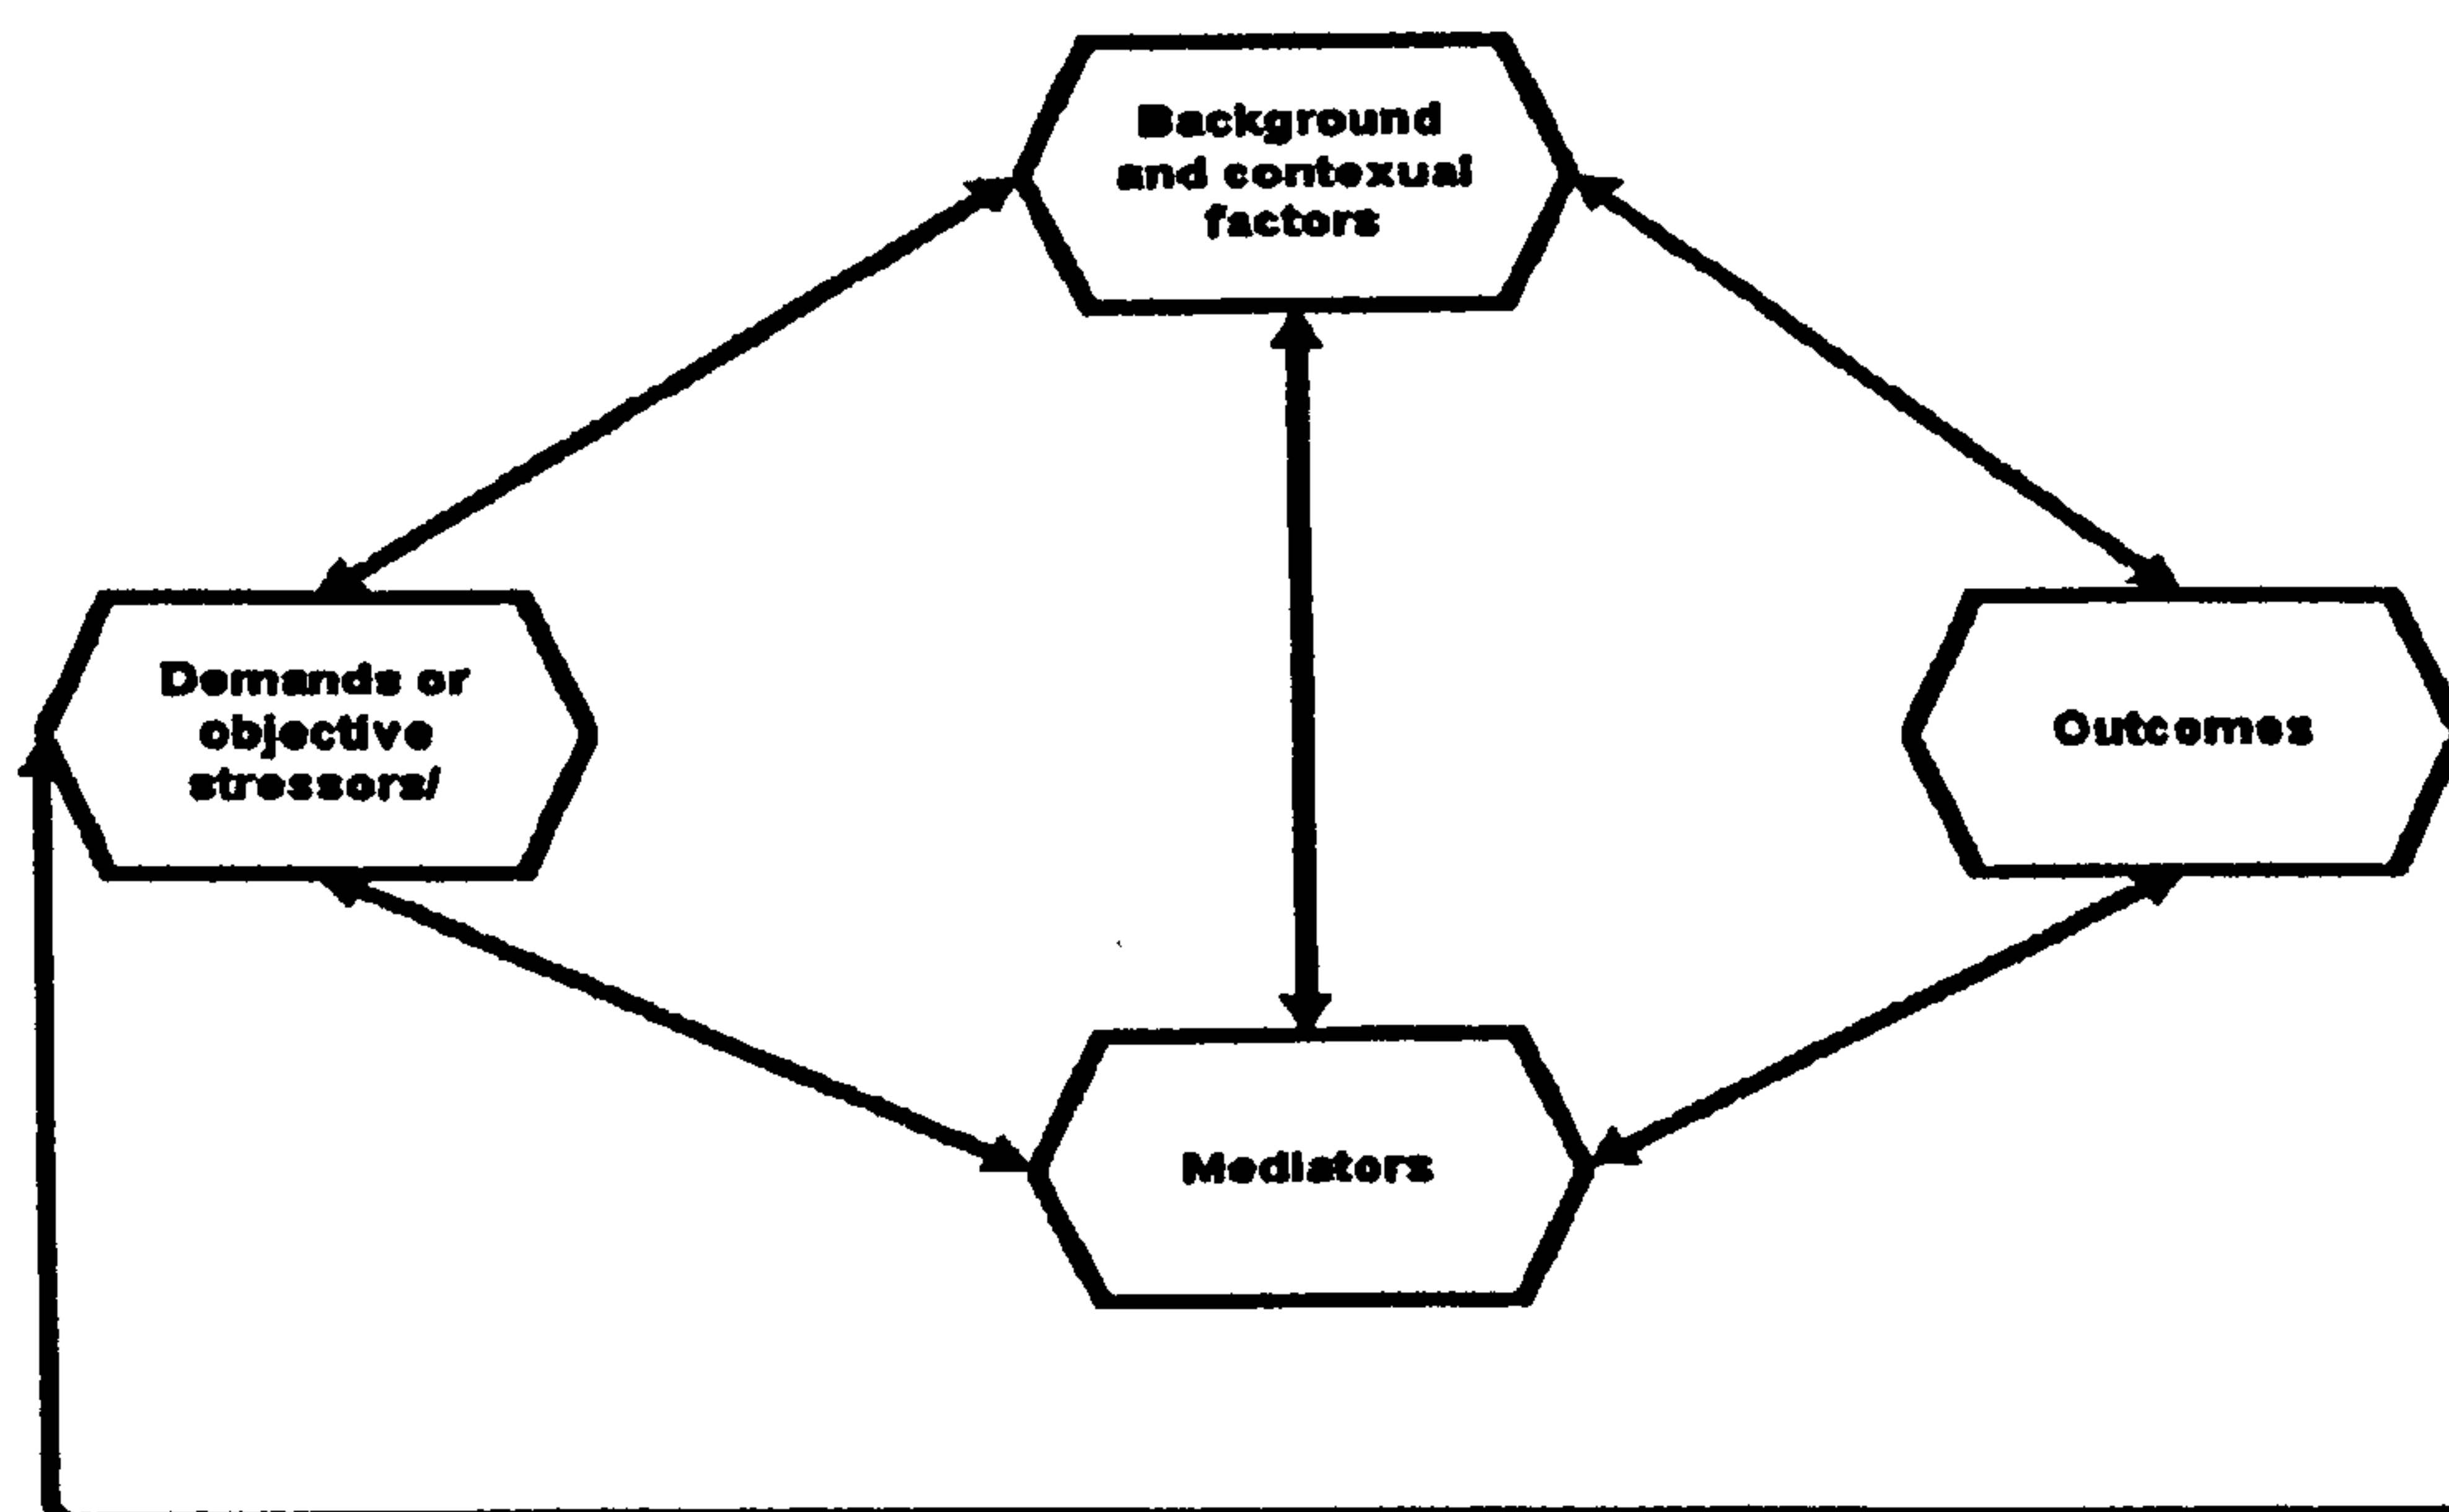 Background
and contexual
factors
Demands or
objective
stressors/
Outcomes
Mediators